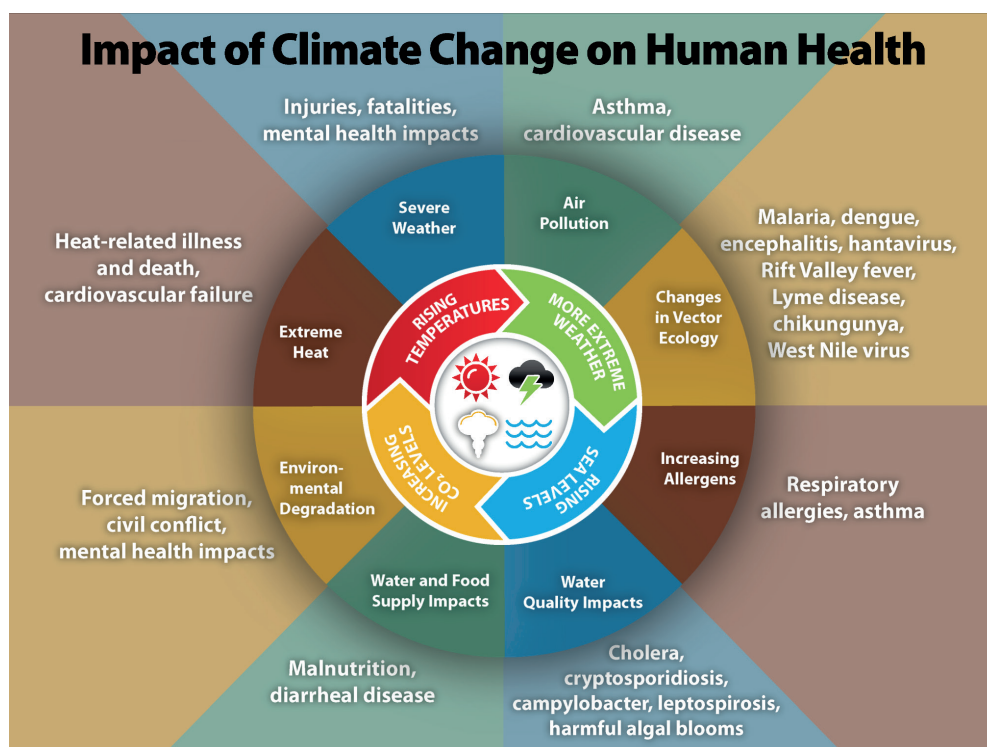 Impact of Climate Change on Human Health
Injuries, fatalities,
mental health impacts
Asthma,
cardiovascular disease
Severe
Weather
Air
Pollution
Malaria, dengue,
encephalitis, hantavirus,
Rift Valley fever,
Lyme disease,
chikungunya,
West Nile virus
Heat-related illness
and death,
cardiovascular failure
Extreme
Heat
Changes
in Vector
Ecology
RISING
TEMPERATURES
MORE EXTREME
WEATHER
RISING
SEA LEVELS
INCREASING
CO₂ LEVELS
Environ-
mental
Degradation
Increasing
Allergens
Forced migration,
civil conflict,
mental health impacts
Respiratory
allergies, asthma
Water and Food
Supply Impacts
Water
Quality Impacts
Malnutrition,
diarrheal disease
Cholera,
cryptosporidiosis,
campylobacter, leptospirosis,
harmful algal blooms